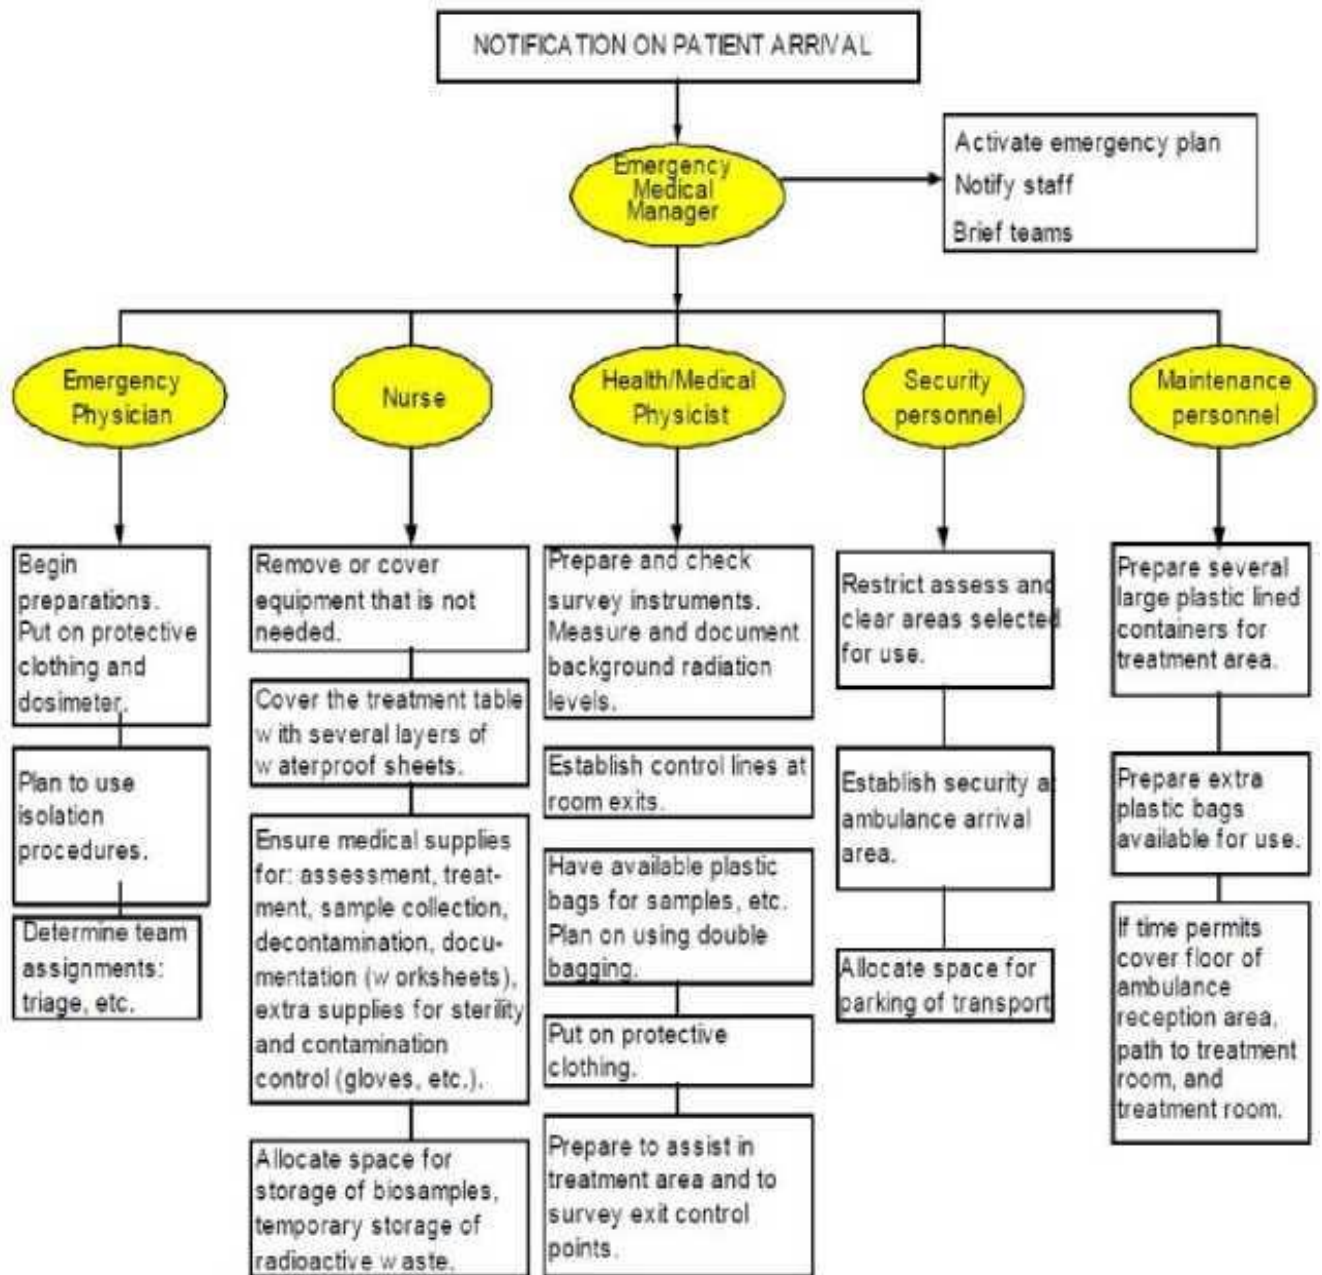 NOTIFICATION ON PATIENT ARRIVAL
Emergency
Medical
Manager
Activate emergency plan
Notify staff
Brief teams
Emergency
Physician
Nurse
Health/Medical
Physicist
Security
personnel
Maintenance
personnel
Begin
preparations.
Put on protective
clothing and
dosimeter.
Plan to use
isolation
procedures.
Determine team
assignments:
triage, etc.
Remove or cover
equipment that is not
needed.
Cover the treatment table
with several layers of
waterproof sheets.
Ensure medical supplies
for: assessment, treat-
ment, sample collection,
decontamination, docu-
mentation (worksheets),
extra supplies for sterility
and contamination
control (gloves, etc.).
Allocate space for
storage of biosamples,
temporary storage of
radioactive waste.
Prepare and check
survey instruments.
Measure and document
background radiation
levels.
Establish control lines at
room exits.
Have available plastic
bags for samples, etc.
Plan on using double
bagging.
Put on protective
clothing.
Prepare to assist in
treatment area and to
survey exit control
points.
Restrict assess and
clear areas selected
for use.
Establish security a
ambulance arrival
area.
Allocate space for
parking of transport
Prepare several
large plastic lined
containers for
treatment area.
Prepare extra
plastic bags
available for use.
If time permits
cover floor of
ambulance
reception area,
path to treatment
room, and
treatment room.